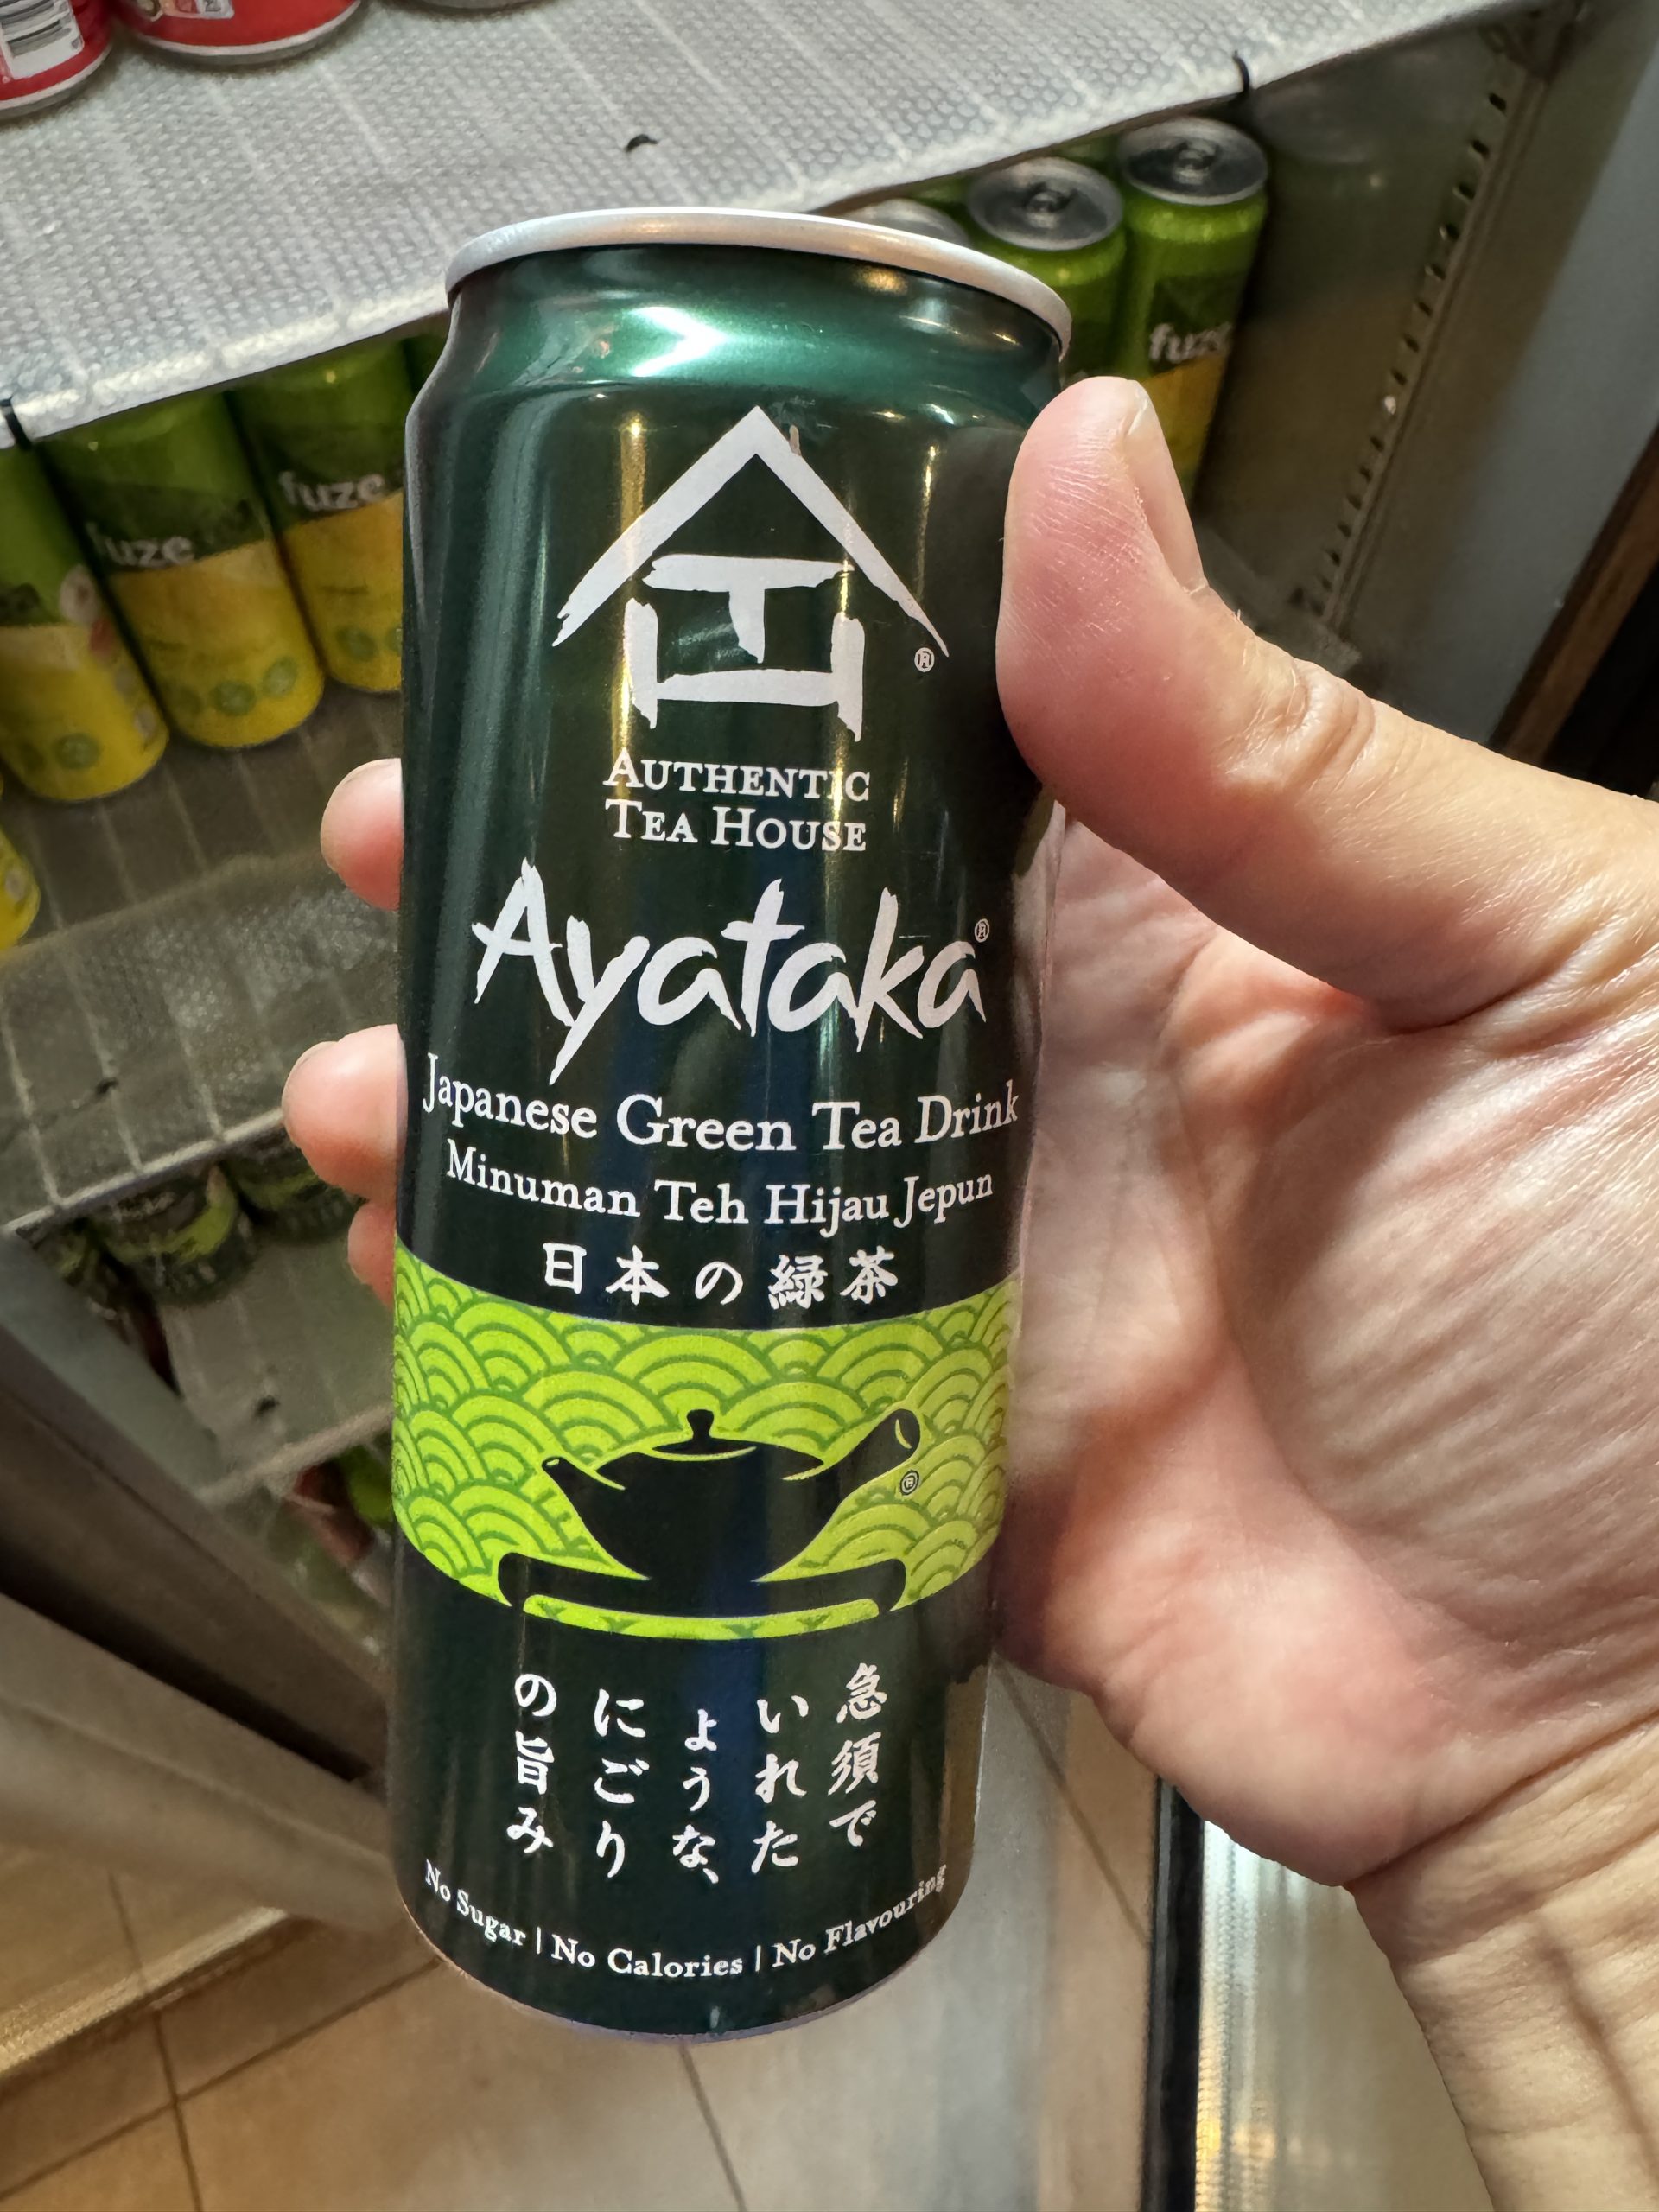 AUTHENTIC
TEA HOUSE
Ayataka®
Japanese Green Tea Drink
Minuman Teh Hijau Jepun
日本の緑茶
急須で
いれた
ような、
にごり
の旨み
No Sugar | No Calories | No Flavouring
fuze
fuze
fuze